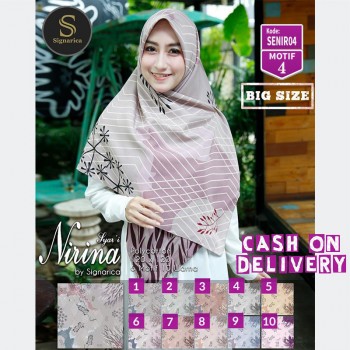 S
Signarica
Kode:
SENIR04
MOTIF
4
BIG SIZE
Syar'i
Nirina
by Signarica
CASH ON
DELIVERY
1 2 3 4 5
6 7 8 9 10